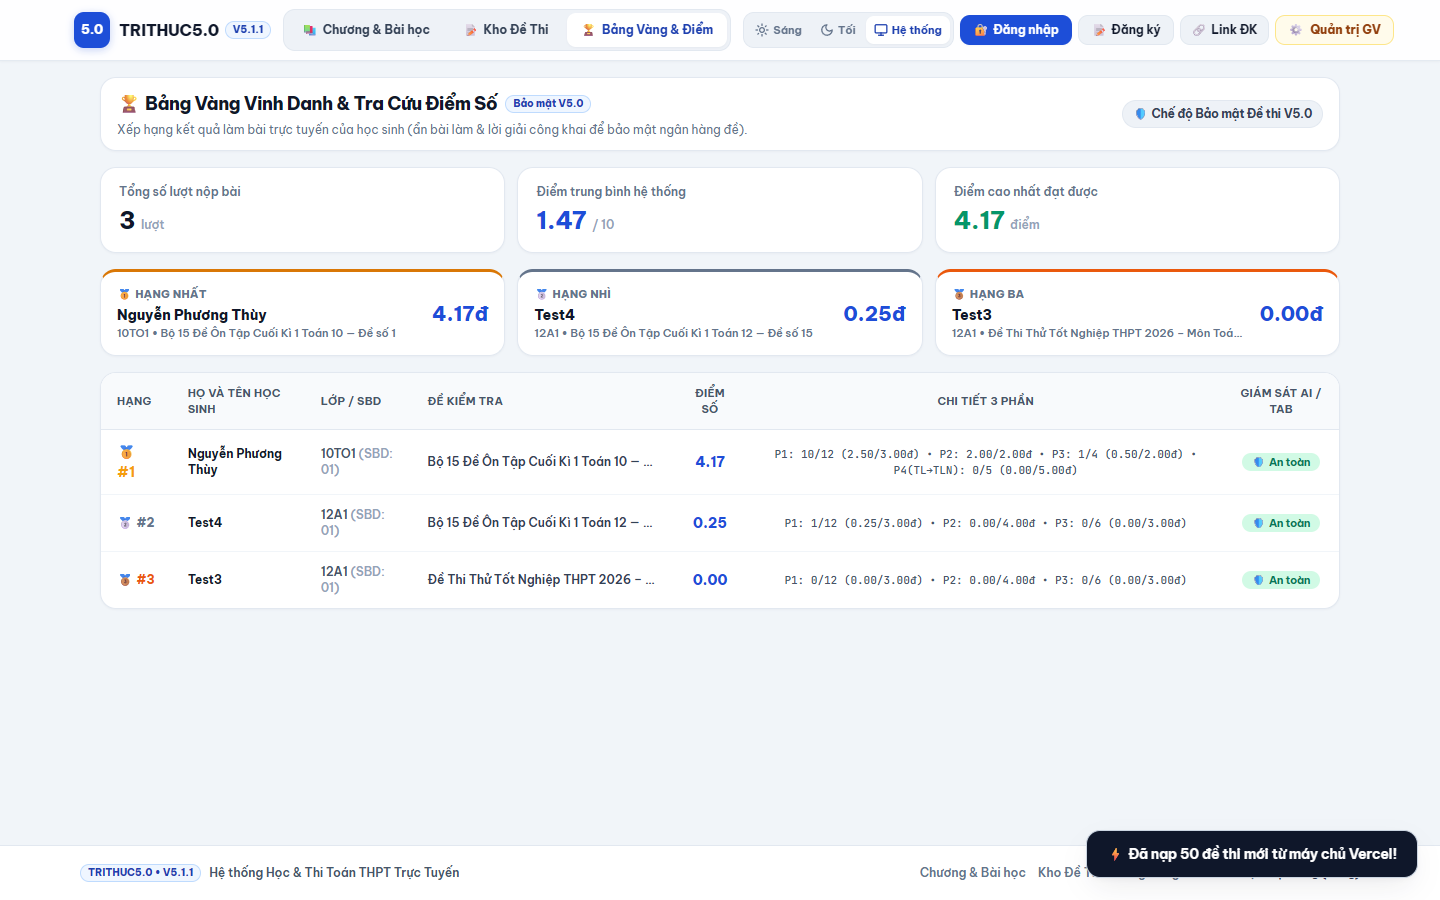 5.0 TRITHUC5.0 V5.1.1 Chương & Bài học Kho Đề Thi Bảng Vàng & Điểm Sáng Tối Hệ thống Đăng nhập Đăng ký Link ĐK Quản trị GV
Bảng Vàng Vinh Danh & Tra Cứu Điểm Số Bảo mật V5.0
Xếp hạng kết quả làm bài trực tuyến của học sinh (ẩn bài làm & lời giải công khai để bảo mật ngân hàng đề).
Chế độ Bảo mật Đề thi V5.0
Tổng số lượt nộp bài
3 lượt
Điểm trung bình hệ thống
1.47 / 10
Điểm cao nhất đạt được
4.17 điểm
HẠNG NHẤT
Nguyễn Phương Thùy
10TO1 • Bộ 15 Đề Ôn Tập Cuối Kì 1 Toán 10 — Đề số 1
4.17đ
HẠNG NHÌ
Test4
12A1 • Bộ 15 Đề Ôn Tập Cuối Kì 1 Toán 12 — Đề số 15
0.25đ
HẠNG BA
Test3
12A1 • Đề Thi Thử Tốt Nghiệp THPT 2026 – Môn Toá...
0.00đ
HẠNG
HỌ VÀ TÊN HỌC
SINH
LỚP / SBD
ĐỀ KIỂM TRA
ĐIỂM
SỐ
CHI TIẾT 3 PHẦN
GIÁM SÁT AI /
TAB
#1
Nguyễn Phương
Thùy
10TO1 (SBD:
01)
Bộ 15 Đề Ôn Tập Cuối Kì 1 Toán 10 — ...
4.17
P1: 10/12 (2.50/3.00đ) • P2: 2.00/2.00đ • P3: 1/4 (0.50/2.00đ) •
P4(TL→TLN): 0/5 (0.00/5.00đ)
An toàn
#2
Test4
12A1 (SBD:
01)
Bộ 15 Đề Ôn Tập Cuối Kì 1 Toán 12 — ...
0.25
P1: 1/12 (0.25/3.00đ) • P2: 0.00/4.00đ • P3: 0/6 (0.00/3.00đ)
An toàn
#3
Test3
12A1 (SBD:
01)
Đề Thi Thử Tốt Nghiệp THPT 2026 – ...
0.00
P1: 0/12 (0.00/3.00đ) • P2: 0.00/4.00đ • P3: 0/6 (0.00/3.00đ)
An toàn
TRITHUC5.0 • V5.1.1 Hệ thống Học & Thi Toán THPT Trực Tuyến
Chương & Bài học Kho Đề
Đã nạp 50 đề thi mới từ máy chủ Vercel!